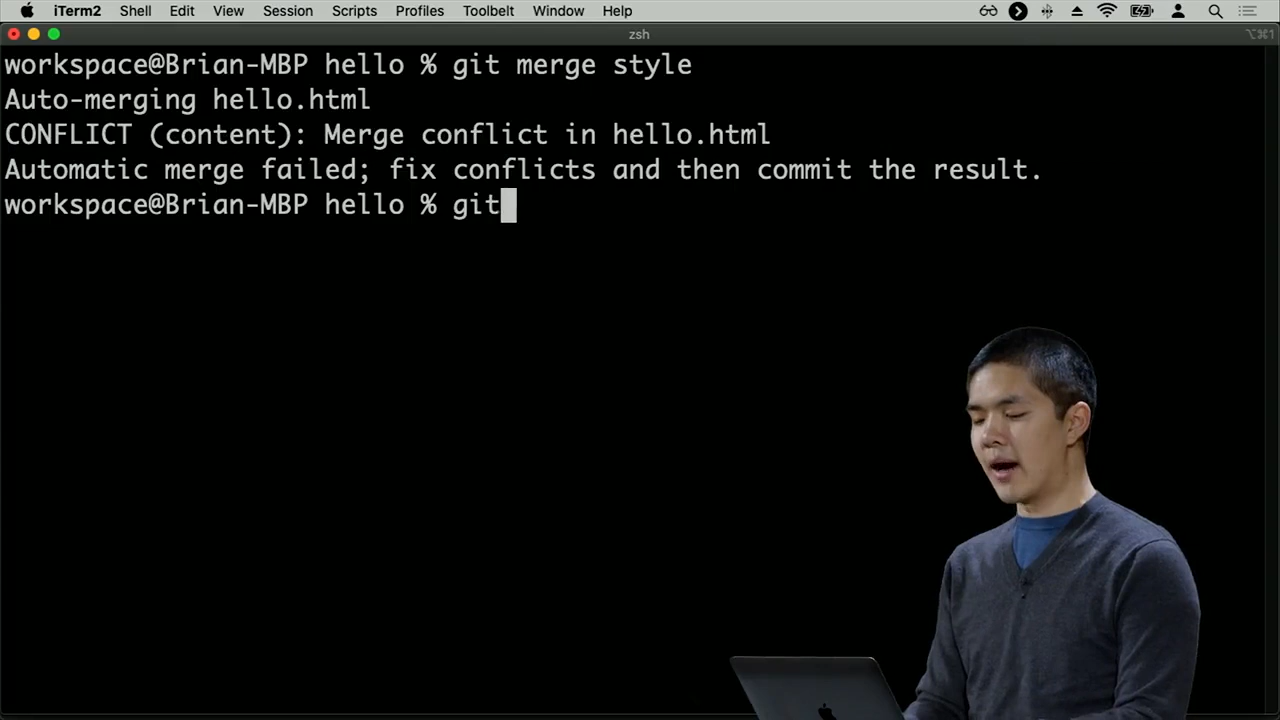 iTerm2 Shell Edit View Session Scripts Profiles Toolbelt Window Help
zsh
⌥⌘1
workspace@Brian-MBP hello % git merge style
Auto-merging hello.html
CONFLICT (content): Merge conflict in hello.html
Automatic merge failed; fix conflicts and then commit the result.
workspace@Brian-MBP hello % git